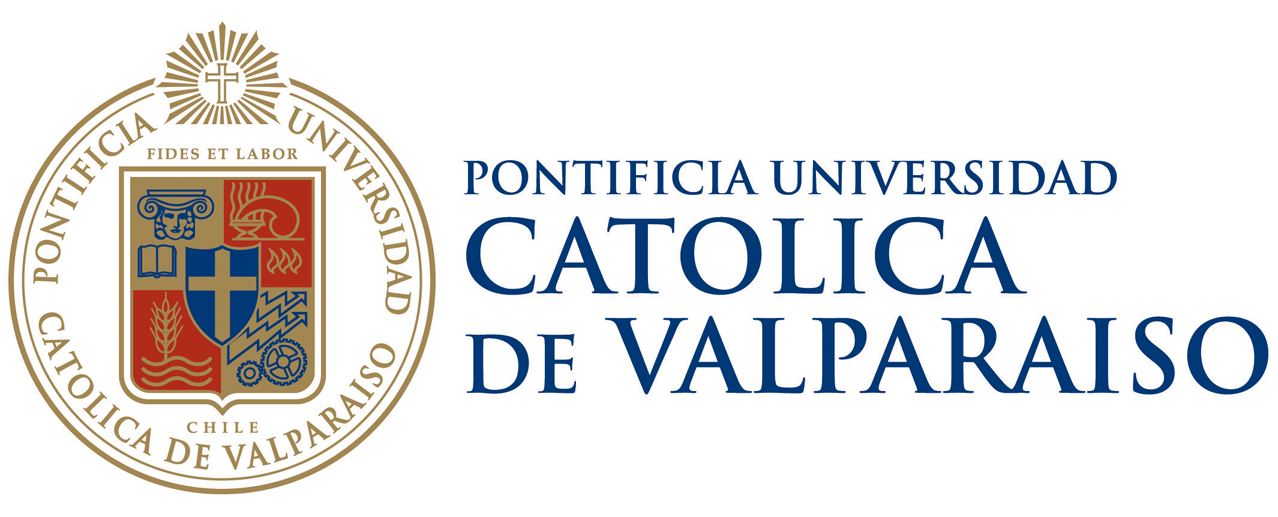 PONTIFICIA UNIVERSIDAD
CATOLICA DE VALPARAISO
FIDES ET LABOR
CHILE
PONTIFICIA UNIVERSIDAD
CATOLICA
DE VALPARAISO